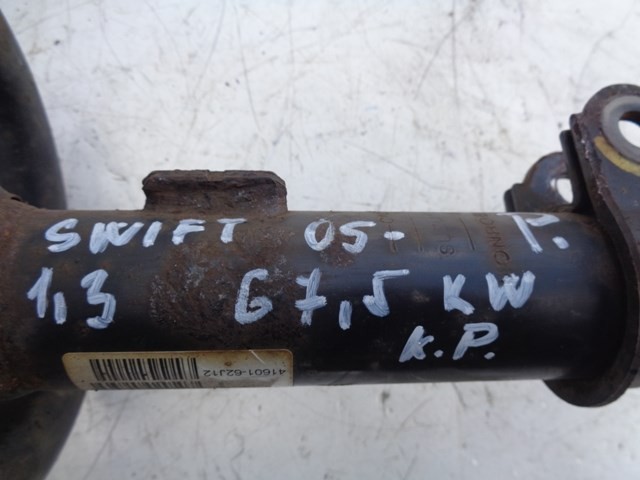 SWIFT 05- T.
1,3 67,5 KW
K.P.
41601-62J12